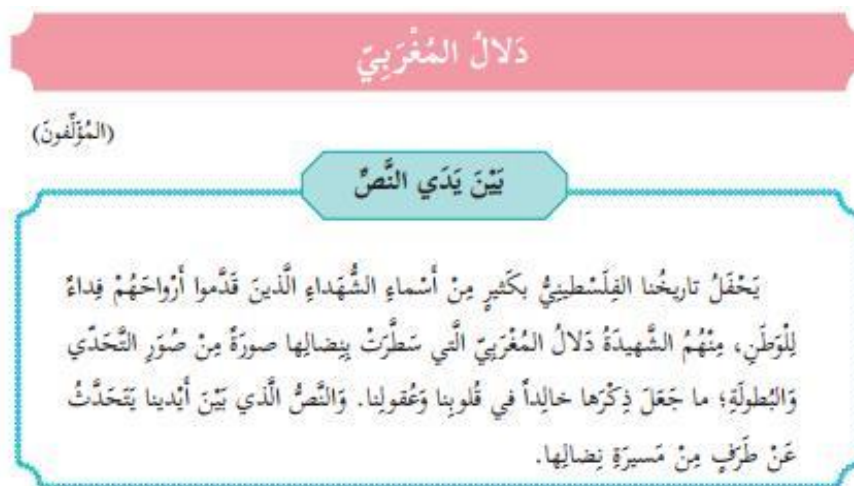 دَلالُ المُغْرَبِيّ
(المُؤَلِّفونَ)
بَيْنَ يَدَي النَّصِّ
يَحْفَلُ تاريخُنا الفِلَسْطينِيُّ بكَثيرٍ مِنْ أَسْماءِ الشُّهَداءِ الَّذينَ قَدَّموا أَرْواحَهُمْ فِداءً
لِلْوَطَنِ، مِنْهُمُ الشَّهيدَةُ دَلالُ المُغْرَبِيّ الَّتي سَطَّرَتْ بِنِضالِها صورَةً مِنْ صُوَرِ التَّحَدّي
وَالبُطولَةِ؛ ما جَعَلَ ذِكْرَها خالِداً في قُلوبِنا وَعُقولِنا. وَالنَّصُّ الَّذي بَيْنَ أَيْدينا يَتَحَدَّثُ
عَنْ طَرَفٍ مِنْ مَسيرَةِ نِضالِها.